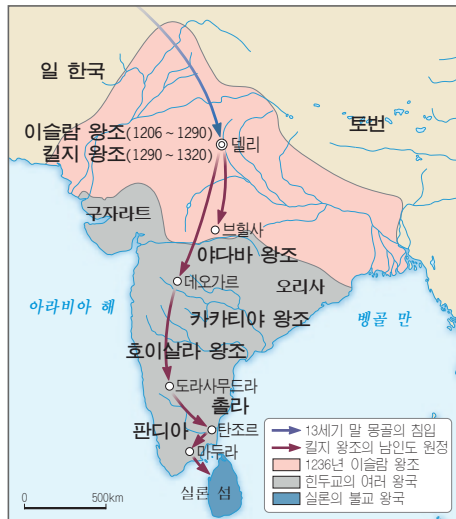 일 한국
토번
이슬람 왕조(1206 ~ 1290)
킬지 왕조(1290 ~ 1320)
델리
구자라트
브힐사
야다바 왕조
데오가르
오리사
아라비아 해
카카티야 왕조
벵골 만
호이살라 왕조
도라사무드라
촐라
판디아
탄조르
마두라
실론 섬
0 500km
13세기 말 몽골의 침입
킬지 왕조의 남인도 원정
1236년 이슬람 왕조
힌두교의 여러 왕국
실론의 불교 왕국